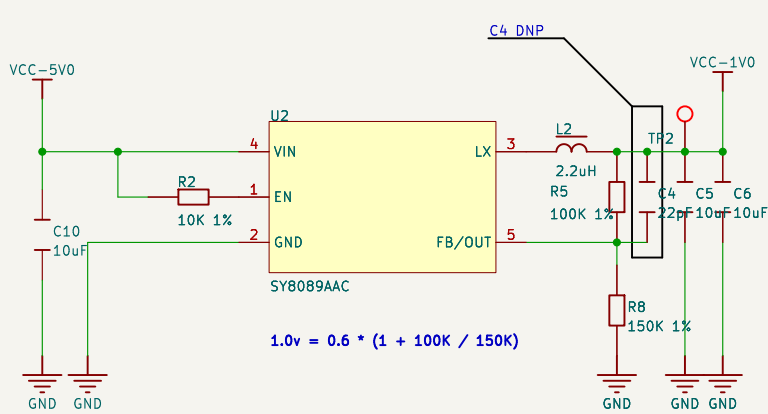 C4 DNP
VCC-5V0
VCC-1V0
U2
4
VIN
LX
3
L2
TP2
2.2uH
R2
1
EN
10K 1%
R5
100K 1%
C4
22pF
C5
10uF
C6
10uF
C10
10uF
2
GND
FB/OUT
5
SY8089AAC
R8
150K 1%
1.0v = 0.6 * (1 + 100K / 150K)
GND
GND
GND
GND
GND